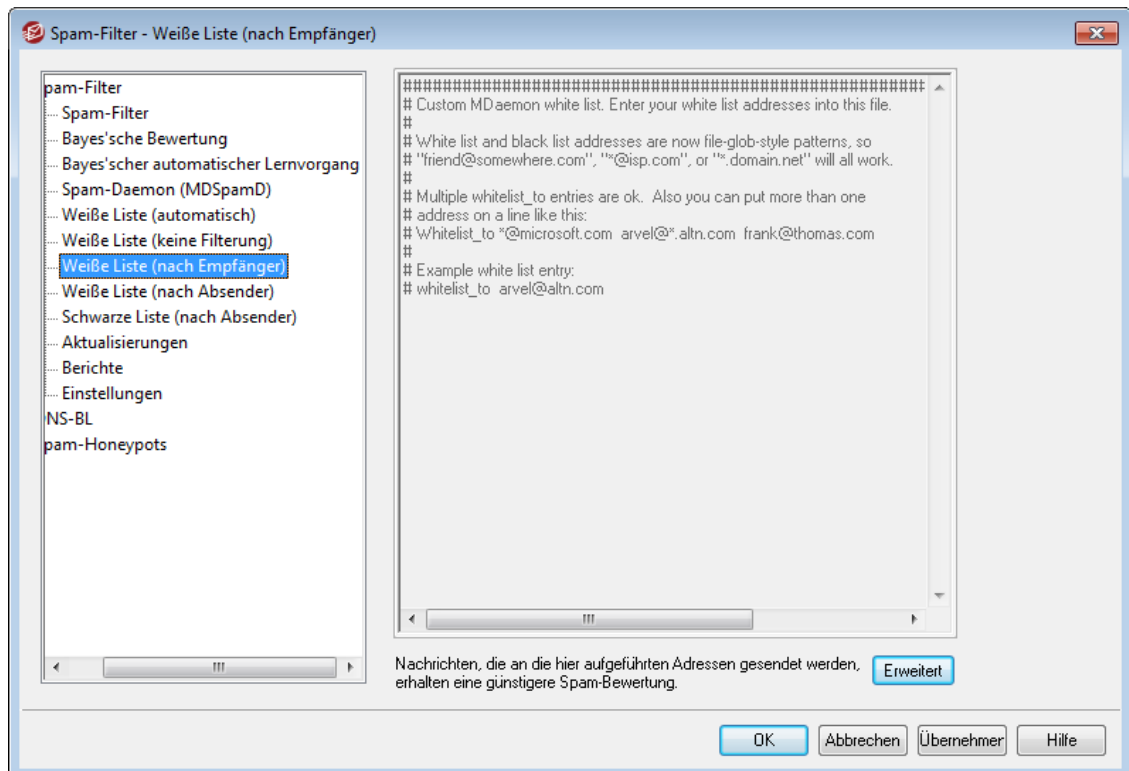 Spam-Filter - Weiße Liste (nach Empfänger)
pam-Filter
Spam-Filter
Bayes'sche Bewertung
Bayes'scher automatischer Lernvorgang
Spam-Daemon (MDSpamD)
Weiße Liste (automatisch)
Weiße Liste (keine Filterung)
Weiße Liste (nach Empfänger)
Weiße Liste (nach Absender)
Schwarze Liste (nach Absender)
Aktualisierungen
Berichte
Einstellungen
NS-BL
pam-Honeypots
##########################################################
# Custom MDaemon white list. Enter your white list addresses into this file.
#
# White list and black list addresses are now file-glob-style patterns, so
# "friend@somewhere.com", "*@isp.com", or "*.domain.net" will all work.
#
# Multiple whitelist_to entries are ok.  Also you can put more than one
# address on a line like this:
# Whitelist_to *@microsoft.com  arvel@*.altn.com  frank@thomas.com
#
# Example white list entry:
# whitelist_to  arvel@altn.com
Nachrichten, die an die hier aufgeführten Adressen gesendet werden,
erhalten eine günstigere Spam-Bewertung.
Erweitert
OK
Abbrechen
Übernehmer
Hilfe